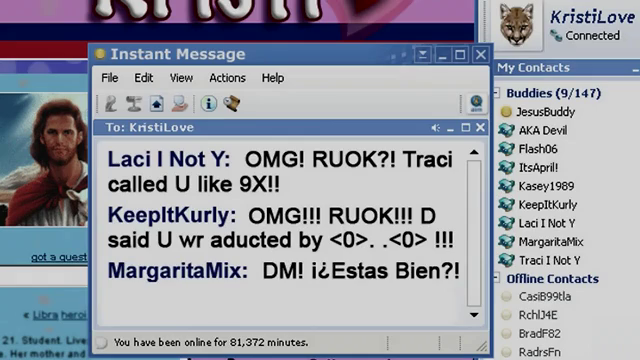 Kristi
Instant Message
KristiLove
Connected
File Edit View Actions Help
My Contacts
To: KristiLove
Buddies (9/147)
JesusBuddy
Laci I Not Y: OMG! RUOK?! Traci
called U like 9X!!
AKA Devil
Flash06
ItsApril!
Kasey1989
KeepItKurly: OMG!!! RUOK!!! D
said U wr aducted by <0>. .<0> !!!
KeepItKurly
Laci I Not Y
MargaritaMix
Traci I Not Y
MargaritaMix: DM! i¿Estas Bien?!
Offline Contacts
CasiB99tla
RchlJ4E
BradF82
RadrsFn
got a quest
« Libra heroi
21. Student. Live
e. Her mother and
You have been online for 81,372 minutes.